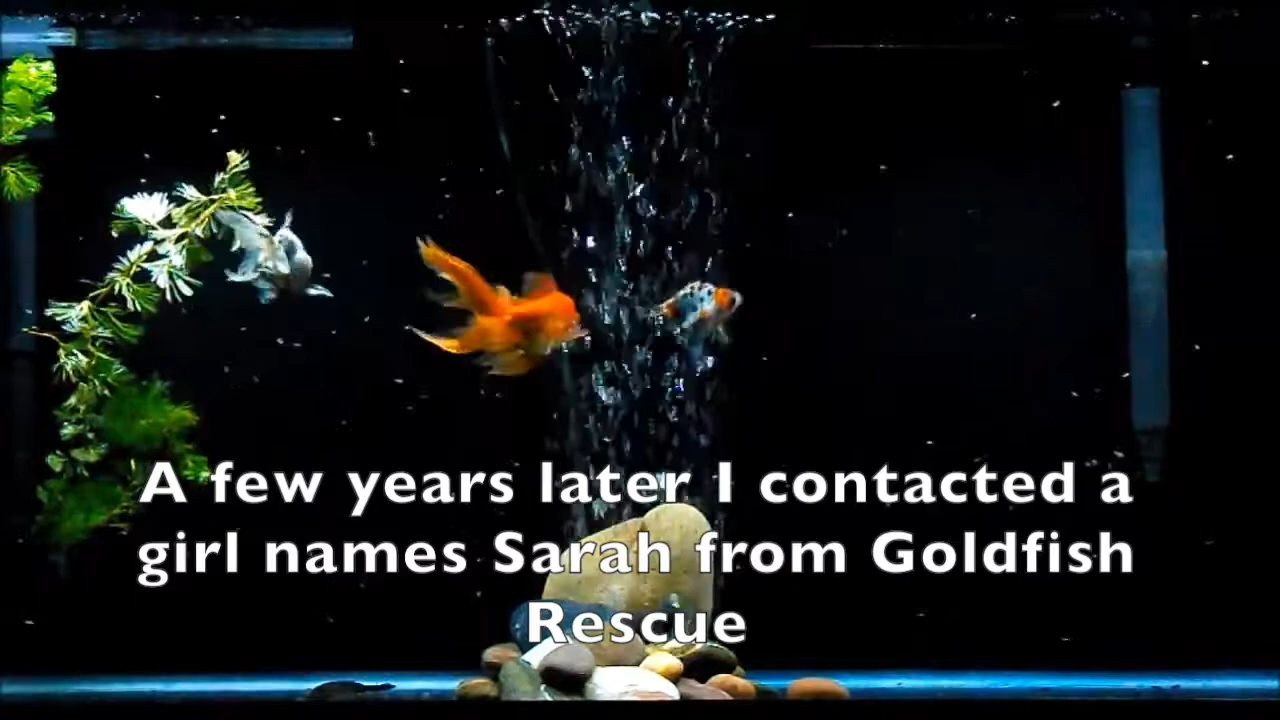 A few years later I contacted a
girl names Sarah from Goldfish
Rescue